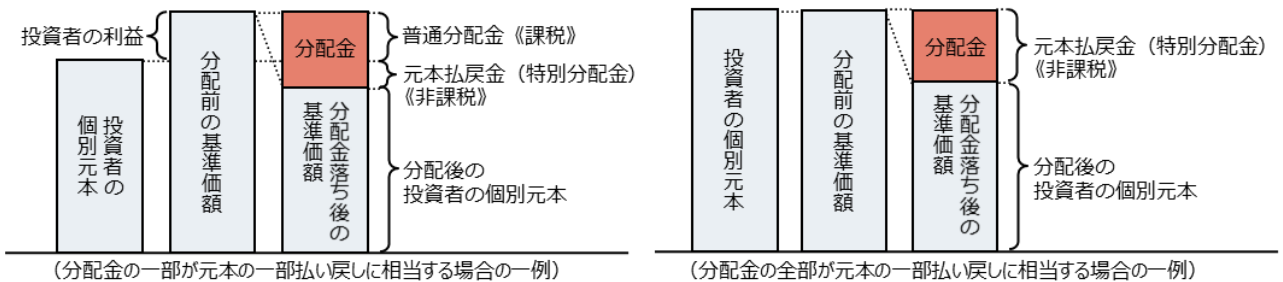 投資者の利益
投資者の
個別元本
分配前の基準価額
分配金
分配金落ち後の
基準価額
普通分配金《課税》
元本払戻金（特別分配金）
《非課税》
分配後の
投資者の個別元本
（分配金の一部が元本の一部払い戻しに相当する場合の一例）
投資者の個別元本
分配前の基準価額
分配金
分配金落ち後の
基準価額
元本払戻金（特別分配金）
《非課税》
分配後の
投資者の個別元本
（分配金の全部が元本の一部払い戻しに相当する場合の一例）